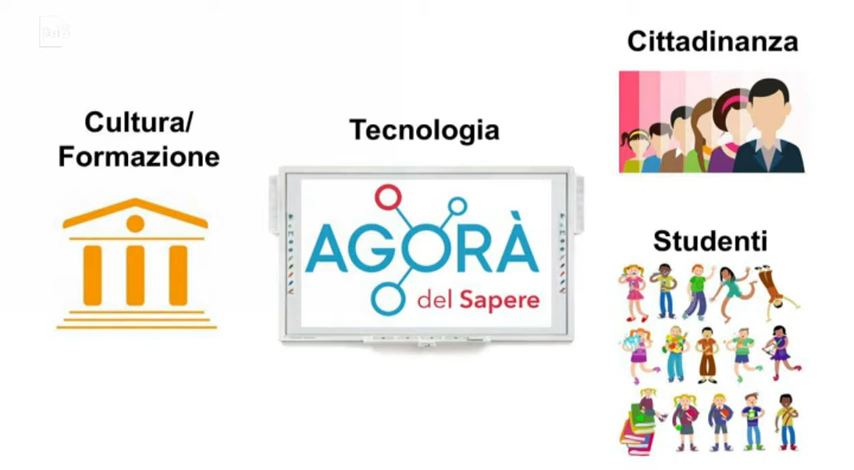 Cultura/
Formazione
Tecnologia
AGORÀ
del Sapere
Cittadinanza
Studenti